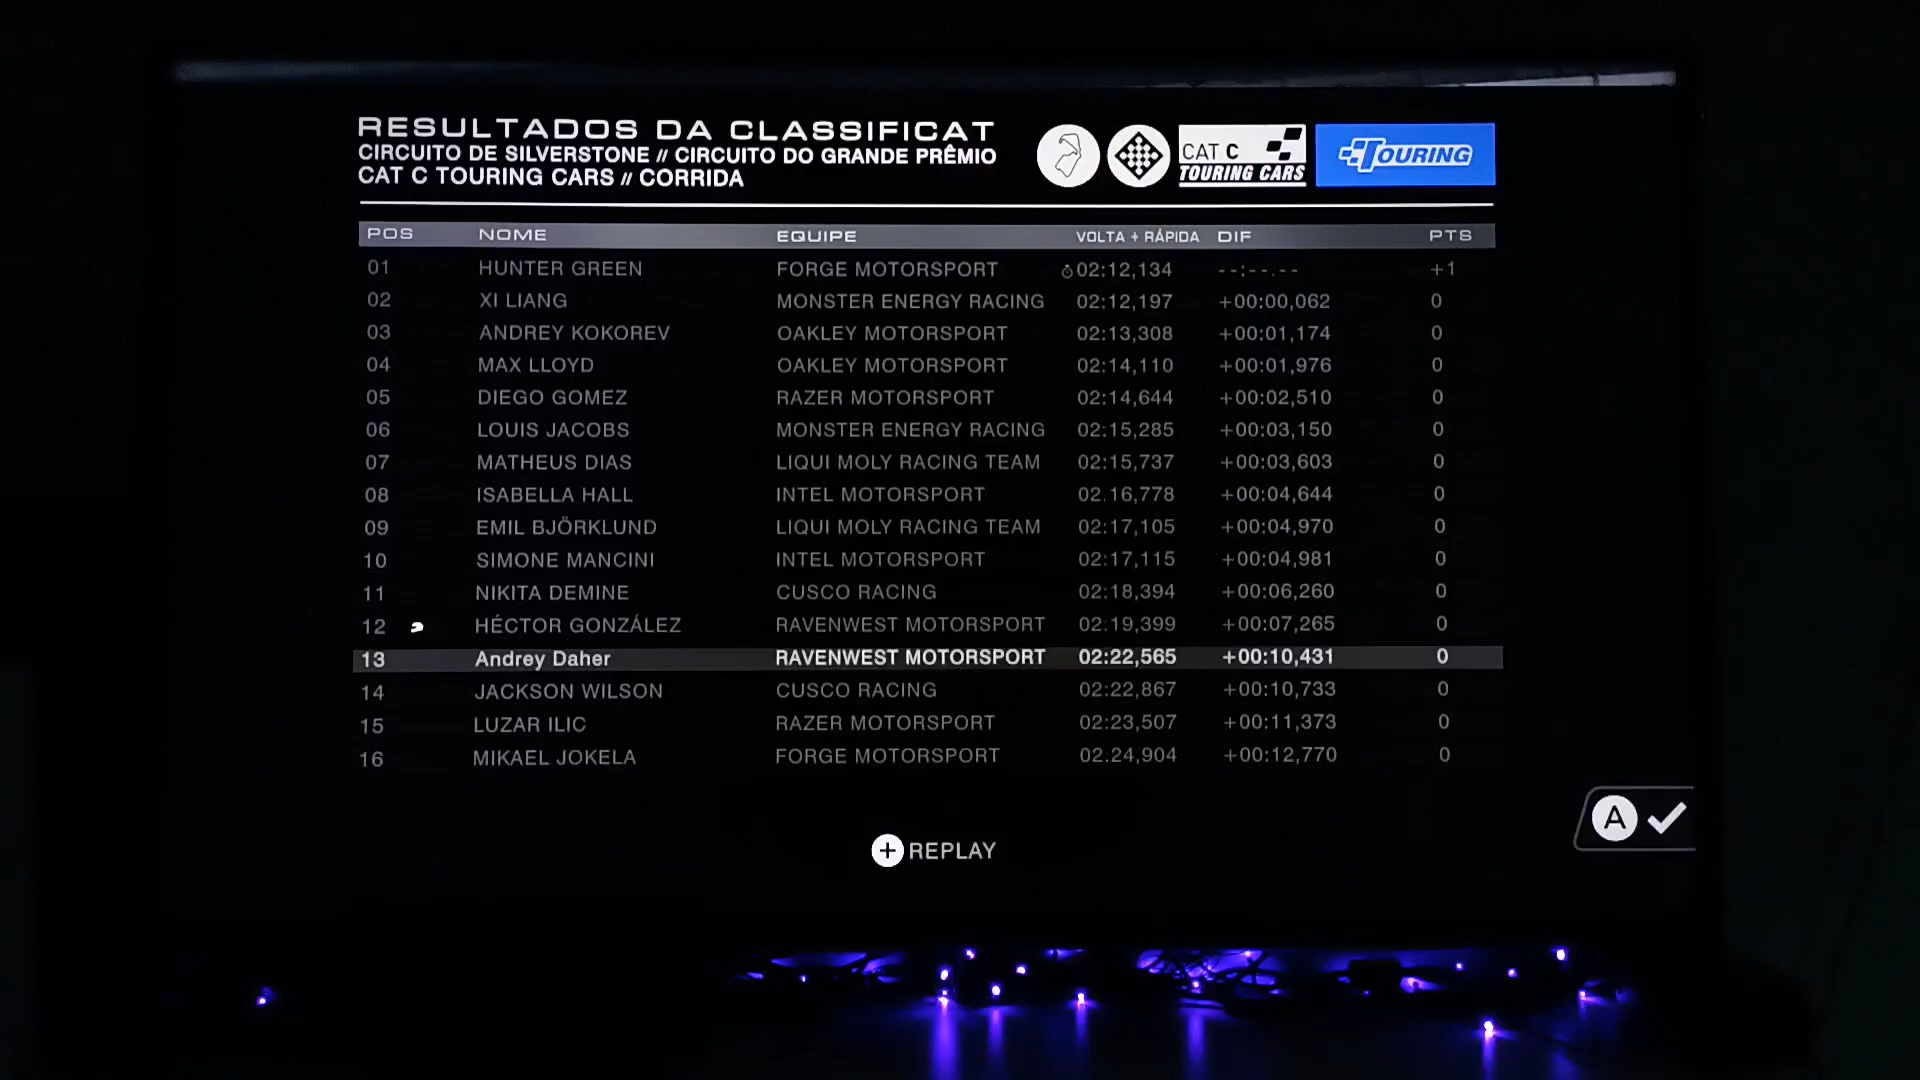 RESULTADOS DA CLASSIFICAT
CIRCUITO DE SILVERSTONE // CIRCUITO DO GRANDE PRÊMIO
CAT C TOURING CARS // CORRIDA
CAT C
TOURING CARS
TOURING
POS NOME EQUIPE VOLTA + RÁPIDA DIF PTS
01 HUNTER GREEN FORGE MOTORSPORT 02:12,134 --:--.-- +1
02 XI LIANG MONSTER ENERGY RACING 02:12,197 +00:00,062 0
03 ANDREY KOKOREV OAKLEY MOTORSPORT 02:13,308 +00:01,174 0
04 MAX LLOYD OAKLEY MOTORSPORT 02:14,110 +00:01,976 0
05 DIEGO GOMEZ RAZER MOTORSPORT 02:14,644 +00:02,510 0
06 LOUIS JACOBS MONSTER ENERGY RACING 02:15,285 +00:03,150 0
07 MATHEUS DIAS LIQUI MOLY RACING TEAM 02:15,737 +00:03,603 0
08 ISABELLA HALL INTEL MOTORSPORT 02:16,778 +00:04,644 0
09 EMIL BJÖRKLUND LIQUI MOLY RACING TEAM 02:17,105 +00:04,970 0
10 SIMONE MANCINI INTEL MOTORSPORT 02:17,115 +00:04,981 0
11 NIKITA DEMINE CUSCO RACING 02:18,394 +00:06,260 0
12 HÉCTOR GONZÁLEZ RAVENWEST MOTORSPORT 02:19,399 +00:07,265 0
13 Andrey Daher RAVENWEST MOTORSPORT 02:22,565 +00:10,431 0
14 JACKSON WILSON CUSCO RACING 02:22,867 +00:10,733 0
15 LUZAR ILIC RAZER MOTORSPORT 02:23,507 +00:11,373 0
16 MIKAEL JOKELA FORGE MOTORSPORT 02:24,904 +00:12,770 0
A
+ REPLAY